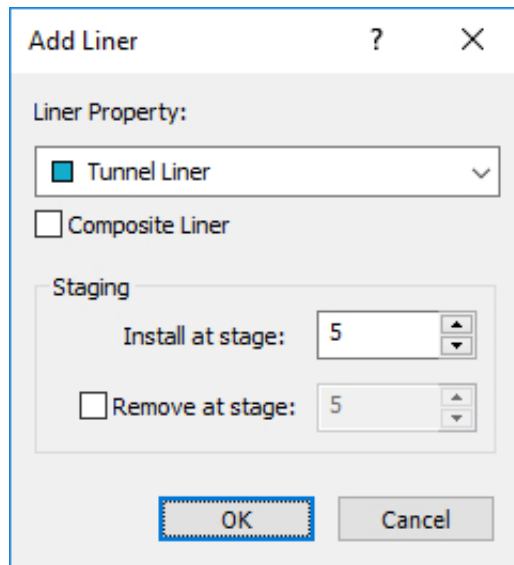 Add Liner ? X
Liner Property:
Tunnel Liner
Composite Liner
Staging
Install at stage: 5
Remove at stage: 5
OK Cancel